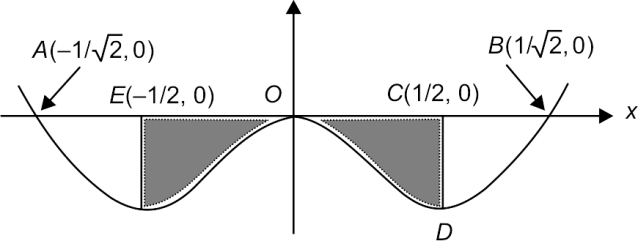 A(−1/√2, 0)
B(1/√2, 0)
E(−1/2, 0)
O
C(1/2, 0)
x
D